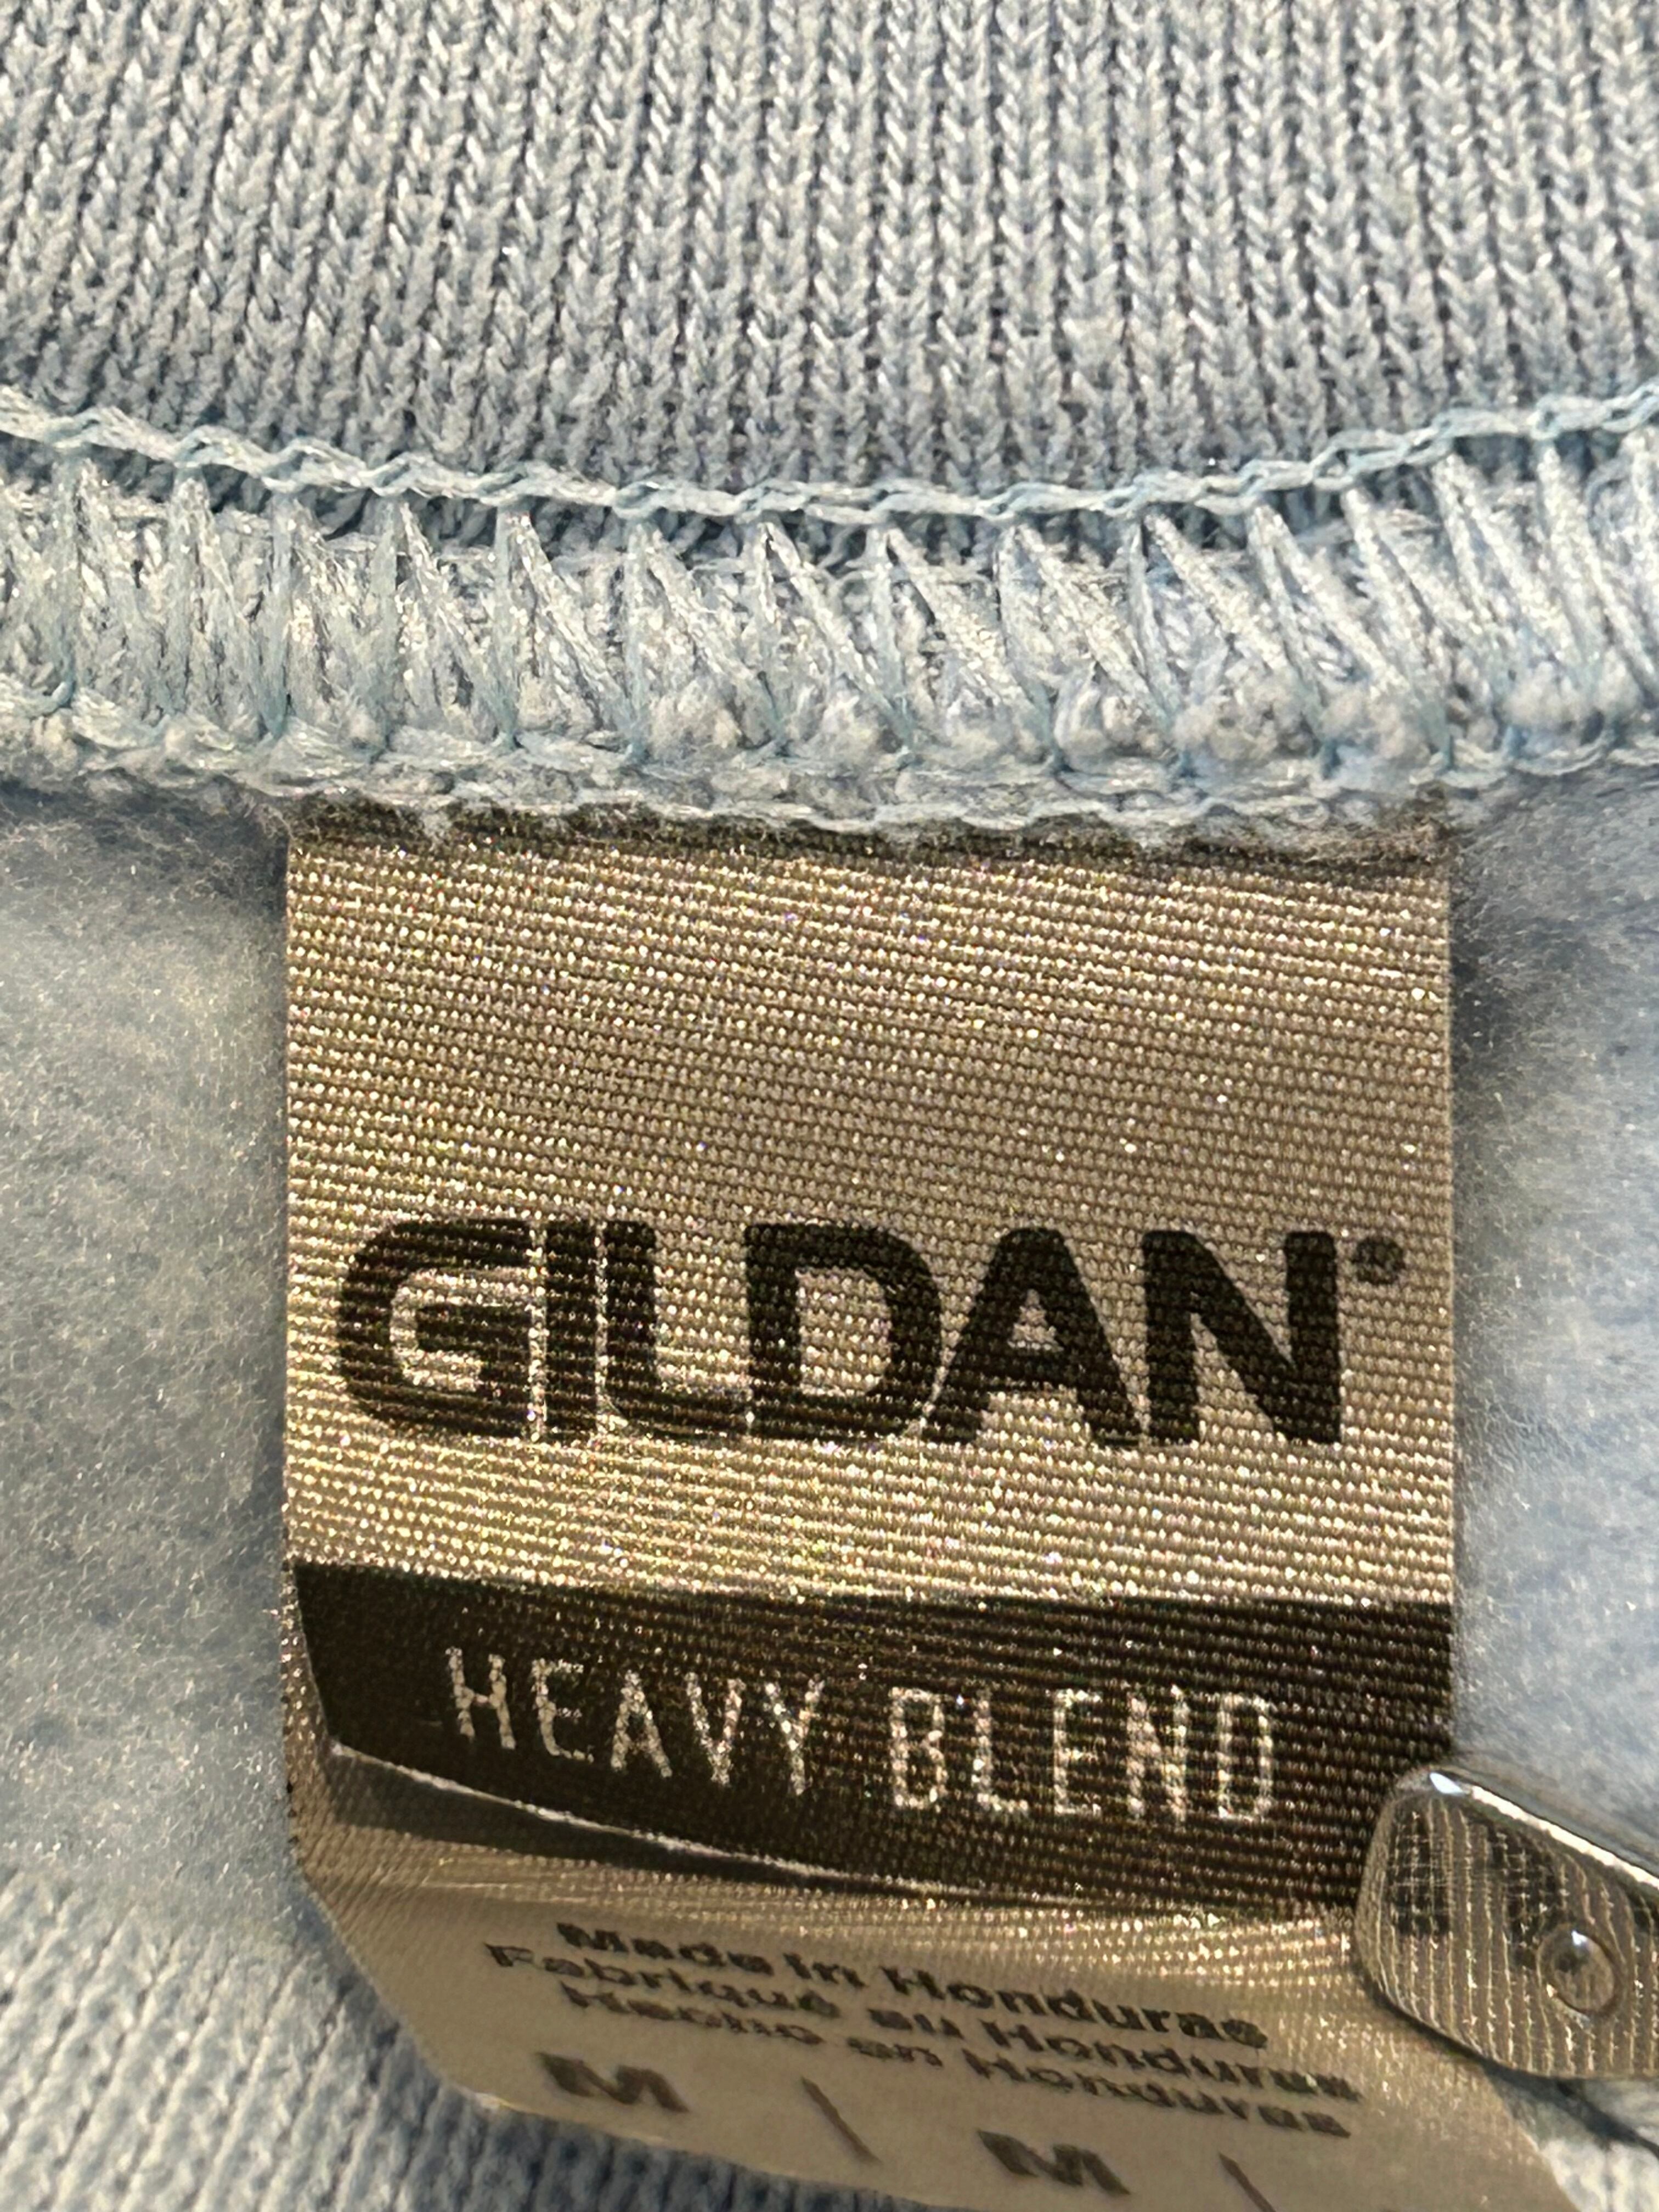 GILDAN®
HEAVY BLEND
Made in Honduras
Fabriqué au Honduras
Hecho en Honduras
M / M /